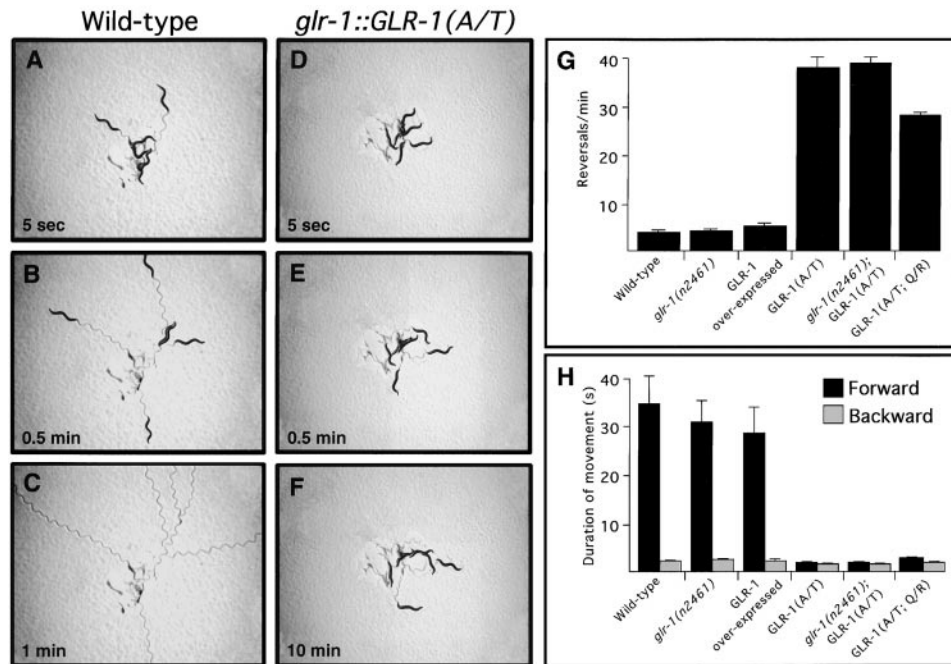 Wild-type
glr-1::GLR-1(A/T)
A
5 sec
B
0.5 min
C
1 min
D
5 sec
E
0.5 min
F
10 min
G
Reversals/min
40
30
20
10
Wild-type
glr-1(n2461)
GLR-1
over-expressed
GLR-1(A/T)
glr-1(n2461);
GLR-1(A/T)
GLR-1(A/T; Q/R)
H
Forward
Backward
Duration of movement (s)
40
30
20
10
Wild-type
glr-1(n2461)
GLR-1
over-expressed
GLR-1(A/T)
glr-1(n2461);
GLR-1(A/T)
GLR-1(A/T; Q/R)